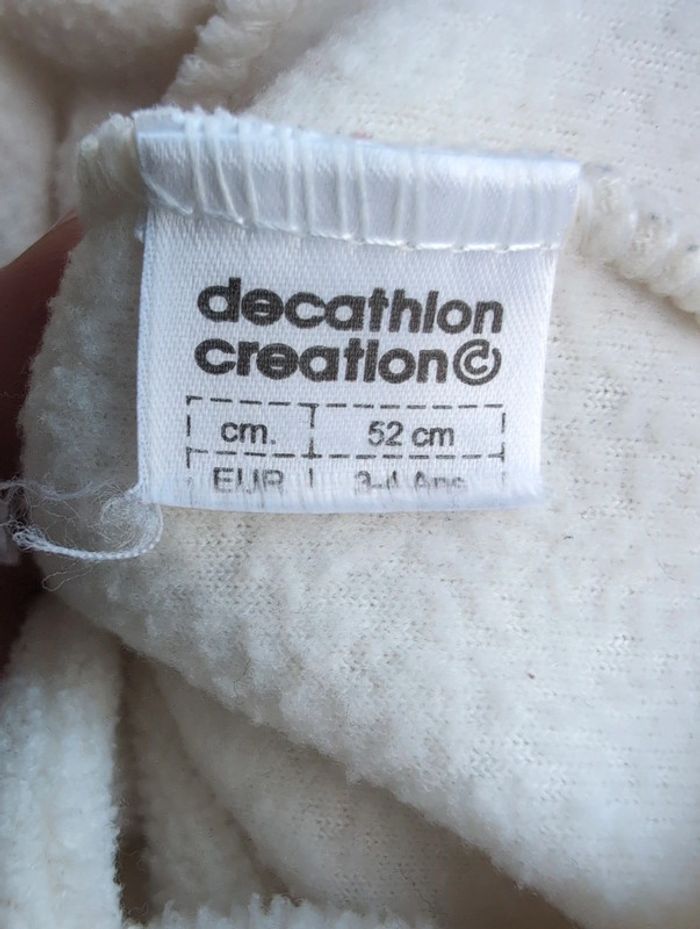 decathlon
creation
cm. 52 cm
EUR 3-4 Ans